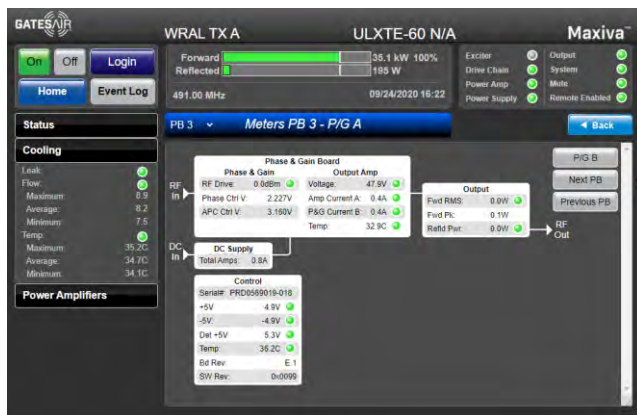 GATESAIR
WRAL TX A ULXTE-60 N/A Maxiva
On Off Login
Home Event Log
Forward 35.1 kW 100%
Reflected 195 W
491.00 MHz 09/24/2020 16:22
Exciter Output
Drive Chain System
Power Amp Mute
Power Supply Remote Enabled
Status
PB 3 Meters PB 3 - P/G A Back
Cooling
Leak:
Flow:
Maximum: 8.9
Average: 8.2
Minimum: 7.5
Temp:
Maximum: 35.2C
Average: 34.7C
Minimum: 34.1C
Power Amplifiers
Phase & Gain Board
Phase & Gain Output Amp
RF In
RF Drive: 0.0dBm Voltage: 47.9V
Phase Ctrl V: 2.227V Amp Current A: 0.4A
APC Ctrl V: 3.160V P&G Current B: 0.4A
Temp: 32.9C
Output
Fwd RMS: 0.0W
Fwd Pk: 0.1W
Refld Pwr: 0.0W
RF Out
DC In
DC Supply
Total Amps: 0.8A
Control
Serial#: PRD0569019-018
+5V 4.9V
-5V: -4.9V
Det +5V 5.3V
Temp: 36.2C
Bd Rev: E.1
SW Rev: 0x0099
P/G B
Next PB
Previous PB